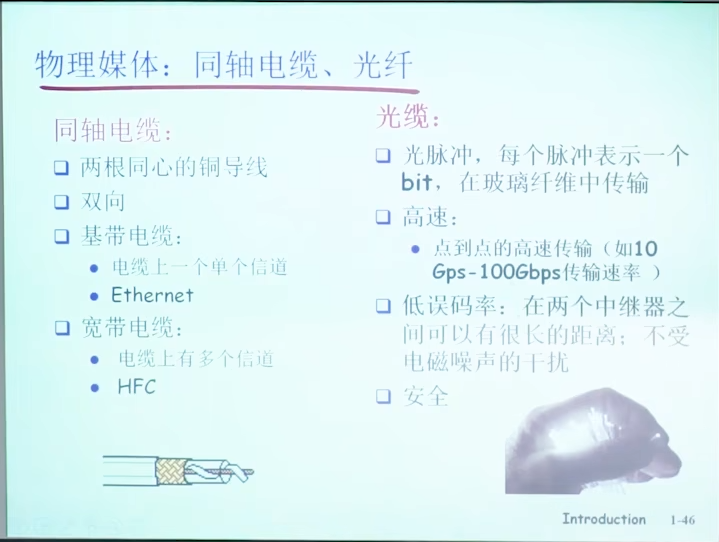 物理媒体：同轴电缆、光纤
同轴电缆：
两根同心的铜导线
双向
基带电缆：
电缆上一个单个信道
Ethernet
宽带电缆：
电缆上有多个信道
HFC
光缆：
光脉冲，每个脉冲表示一个
bit，在玻璃纤维中传输
高速：
点到点的高速传输（如10
Gps-100Gbps传输速率 ）
低误码率：在两个中继器之
间可以有很长的距离；不受
电磁噪声的干扰
安全
Introduction 1-46